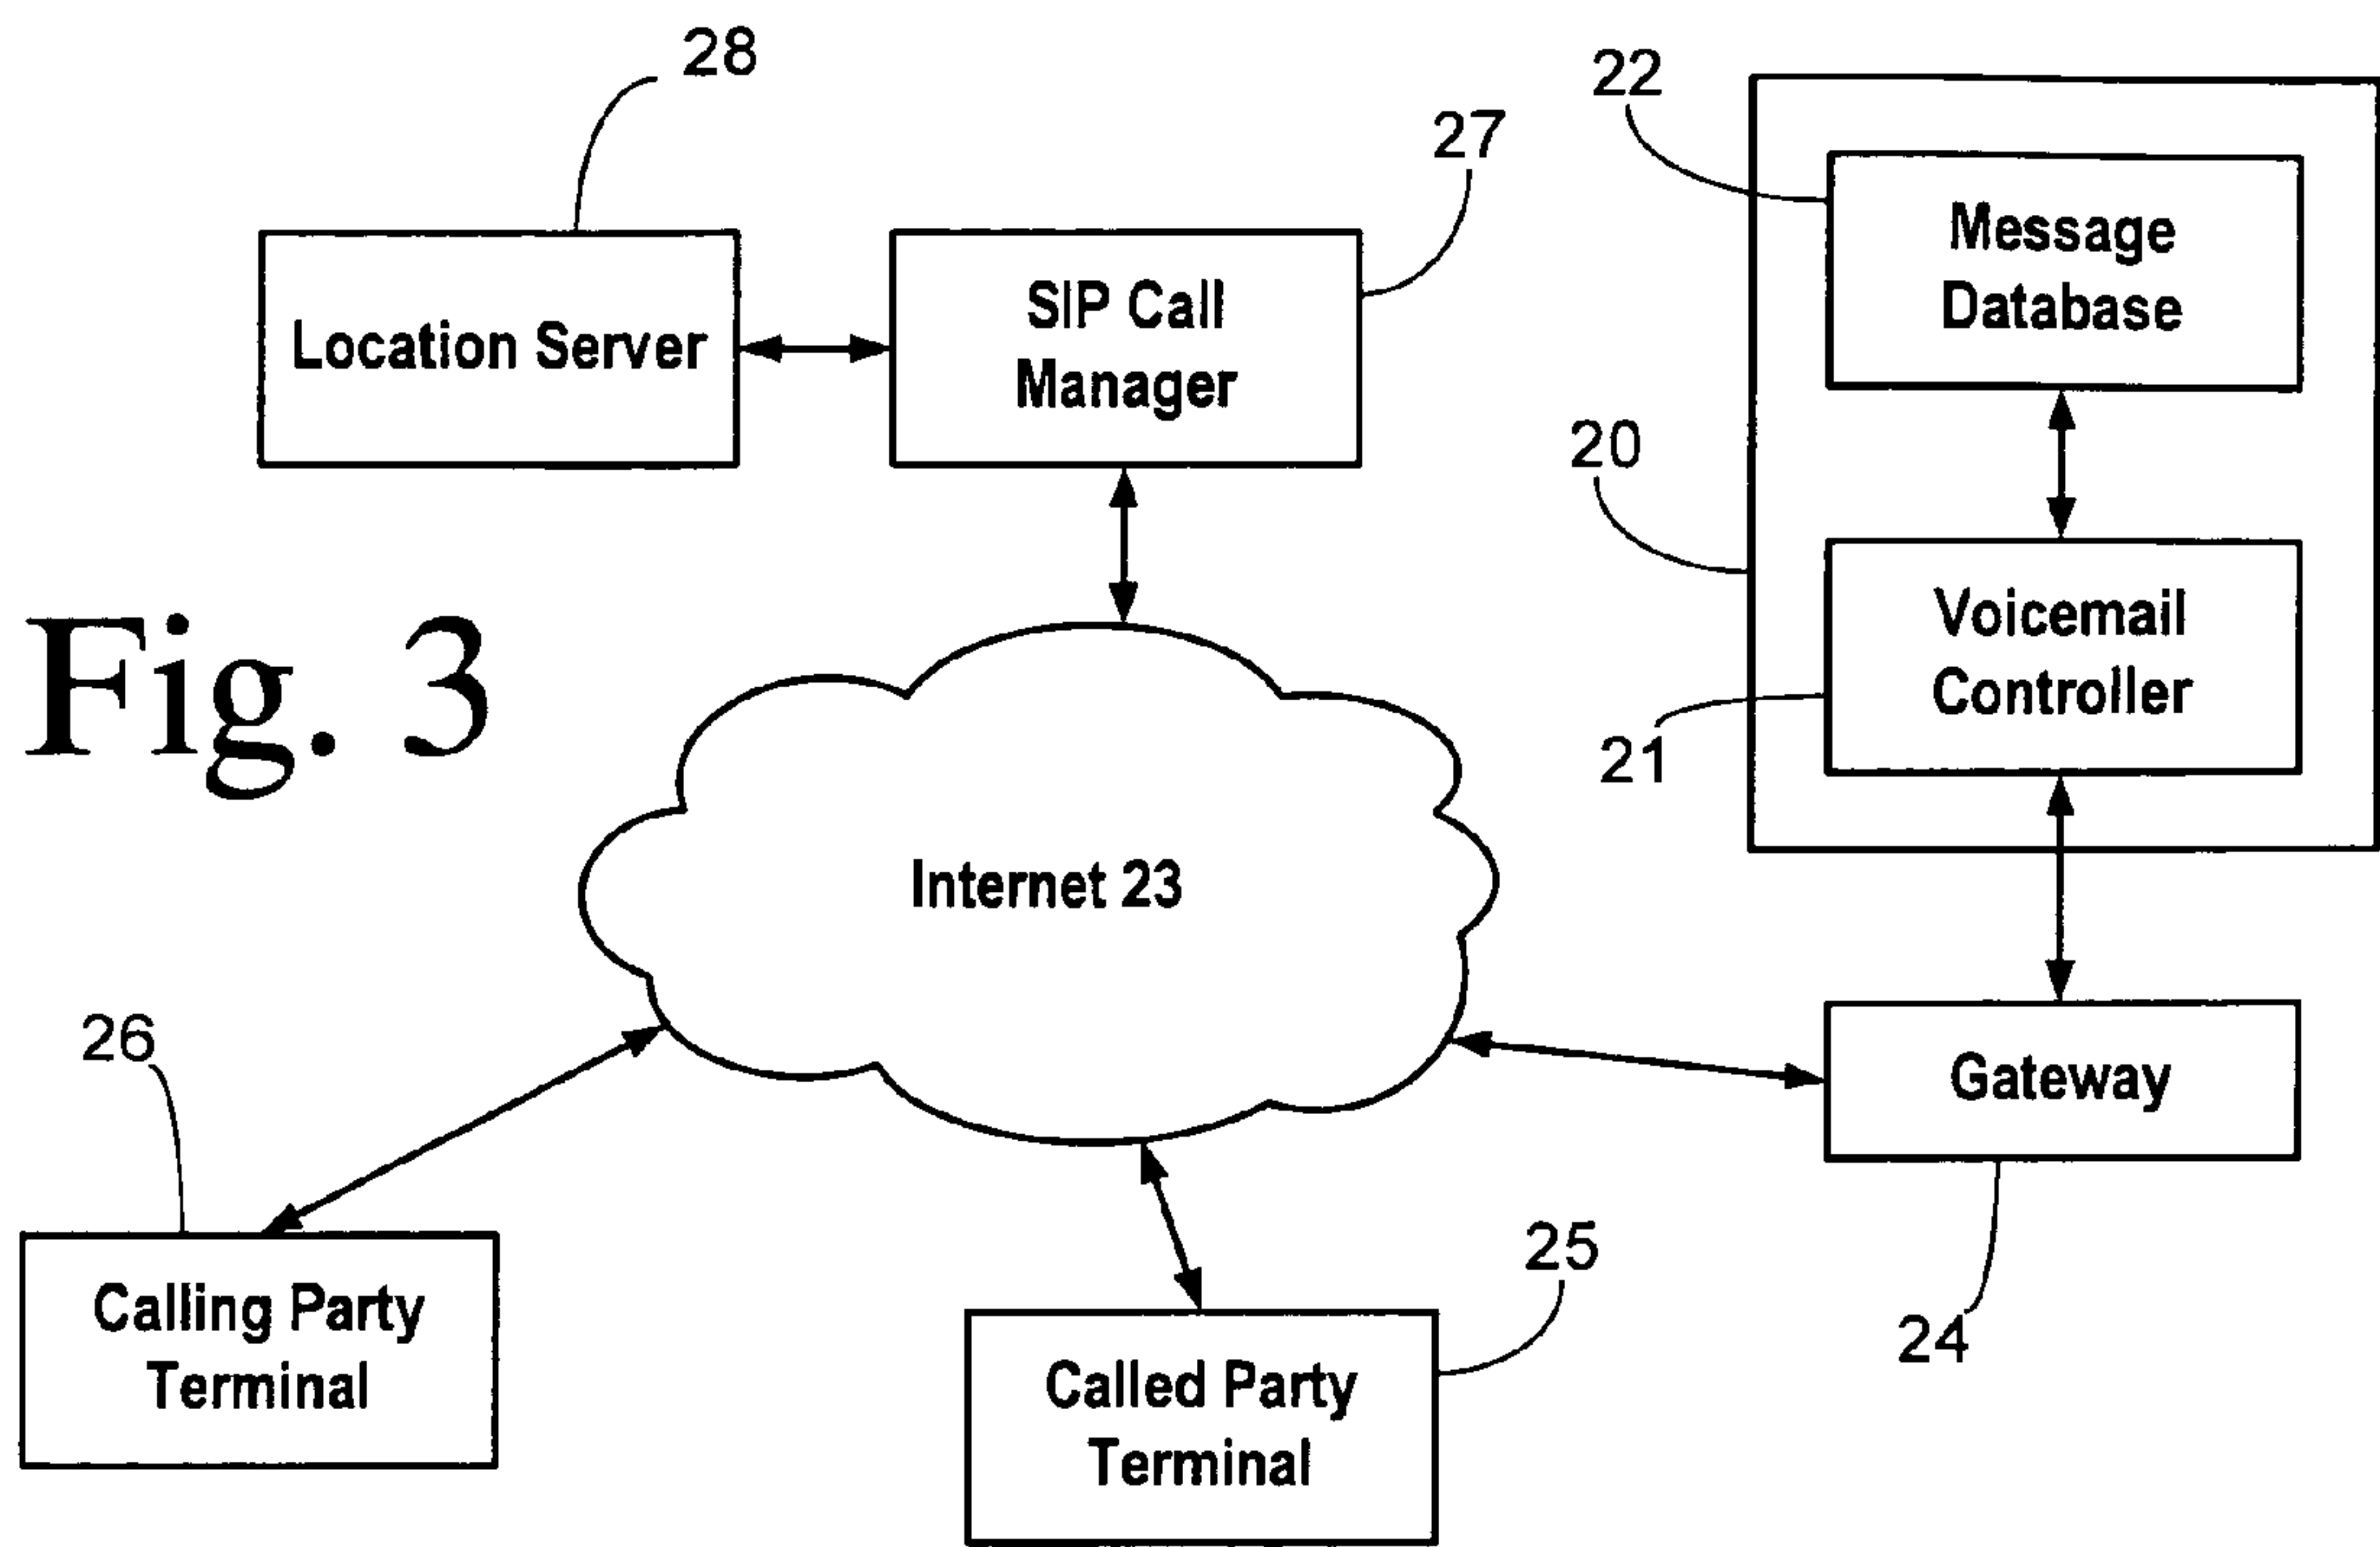 28
22
27
Message
Database
Location Server
SIP Call
Manager
20
Fig. 3
Voicemail
Controller
21
Internet 23
26
Gateway
25
24
Calling Party
Terminal
Called Party
Terminal